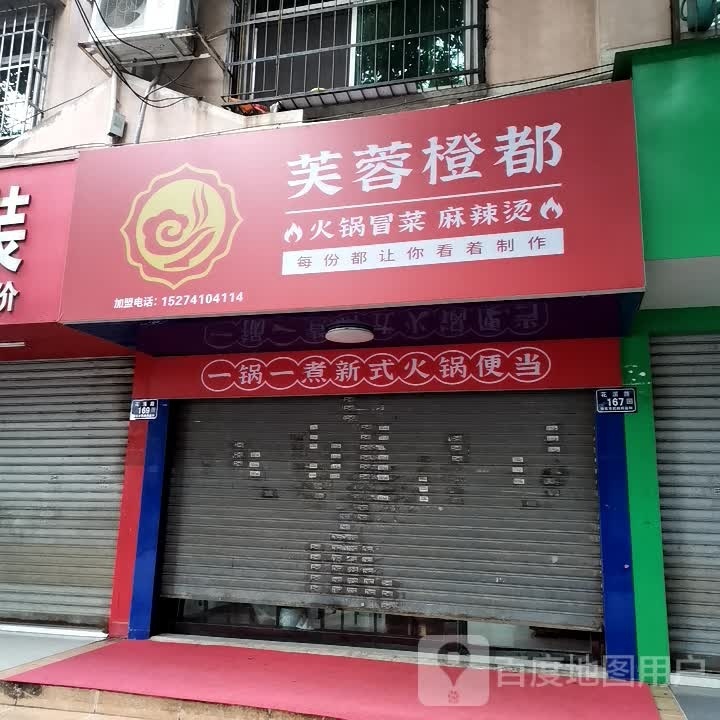 芙蓉橙都
火锅冒菜 麻辣烫
每份都让你看着制作
加盟电话：15274104114
装
价
一锅一煮新式火锅便当
169
167
百度地图用户